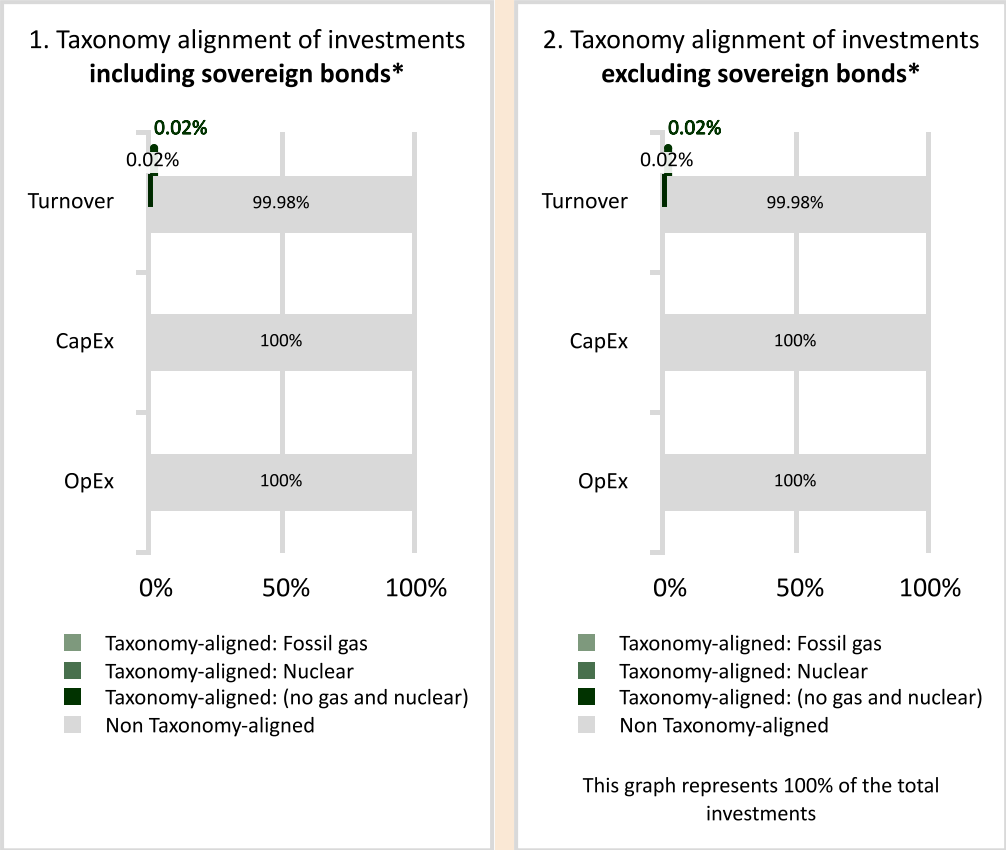 1. Taxonomy alignment of investments
including sovereign bonds*
0.02%
0.02%
Turnover
99.98%
CapEx
100%
OpEx
100%
0% 50% 100%
Taxonomy-aligned: Fossil gas
Taxonomy-aligned: Nuclear
Taxonomy-aligned: (no gas and nuclear)
Non Taxonomy-aligned
2. Taxonomy alignment of investments
excluding sovereign bonds*
0.02%
0.02%
Turnover
99.98%
CapEx
100%
OpEx
100%
0% 50% 100%
Taxonomy-aligned: Fossil gas
Taxonomy-aligned: Nuclear
Taxonomy-aligned: (no gas and nuclear)
Non Taxonomy-aligned
This graph represents 100% of the total
investments